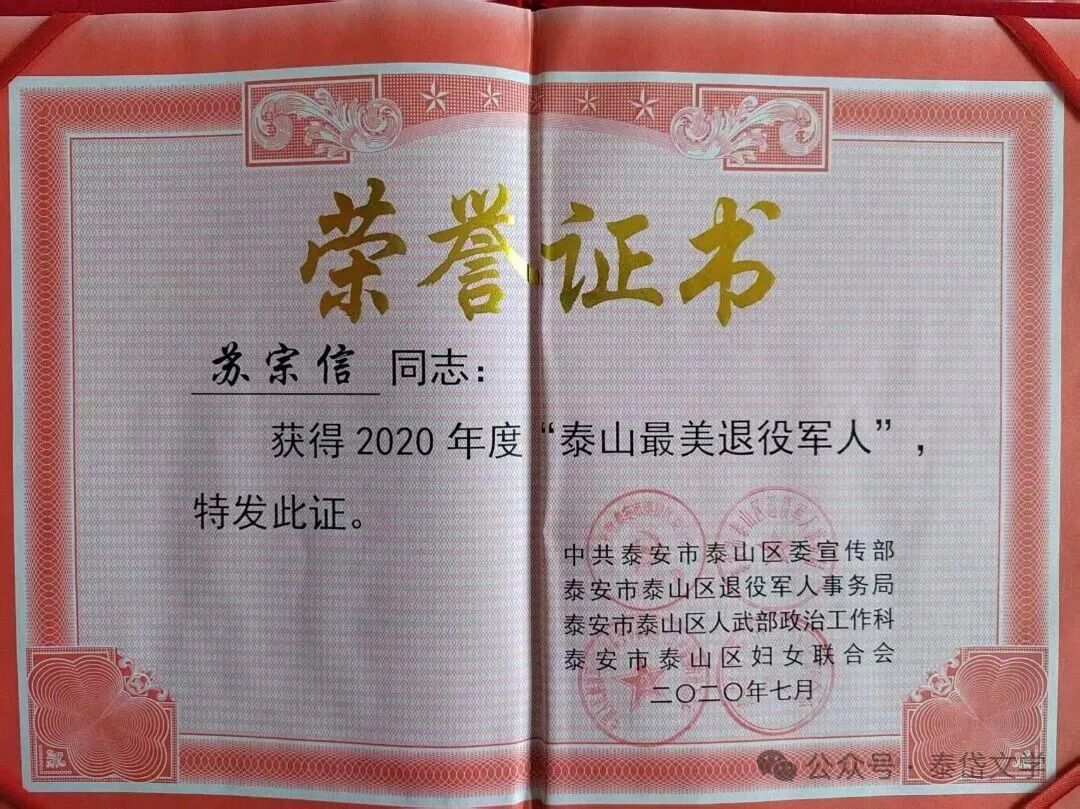 荣誉证书
苏宗信 同志：
获得2020年度“泰山最美退役军人”，
特发此证。
中共泰安市泰山区委宣传部
泰安市泰山区退役军人事务局
泰安市泰山区人武部政治工作科
泰安市泰山区妇女联合会
二〇二〇年七月
公众号·泰岱文学